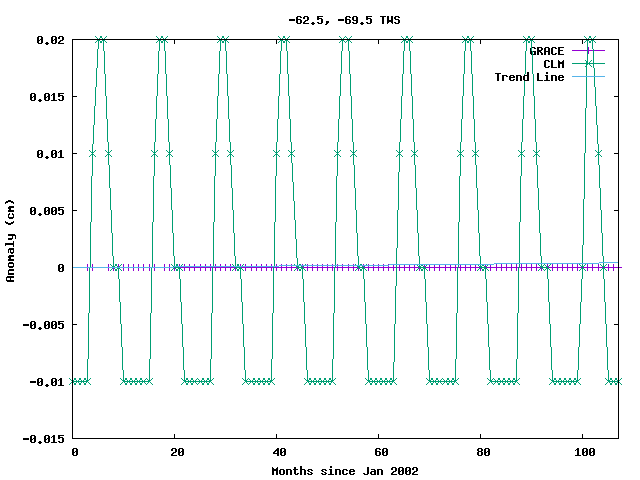 -62.5, -69.5 TWS
GRACE
CLM
Trend Line
0.02
0.015
0.01
0.005
0
-0.005
-0.01
-0.015
Anomaly (cm)
0 20 40 60 80 100
Months since Jan 2002